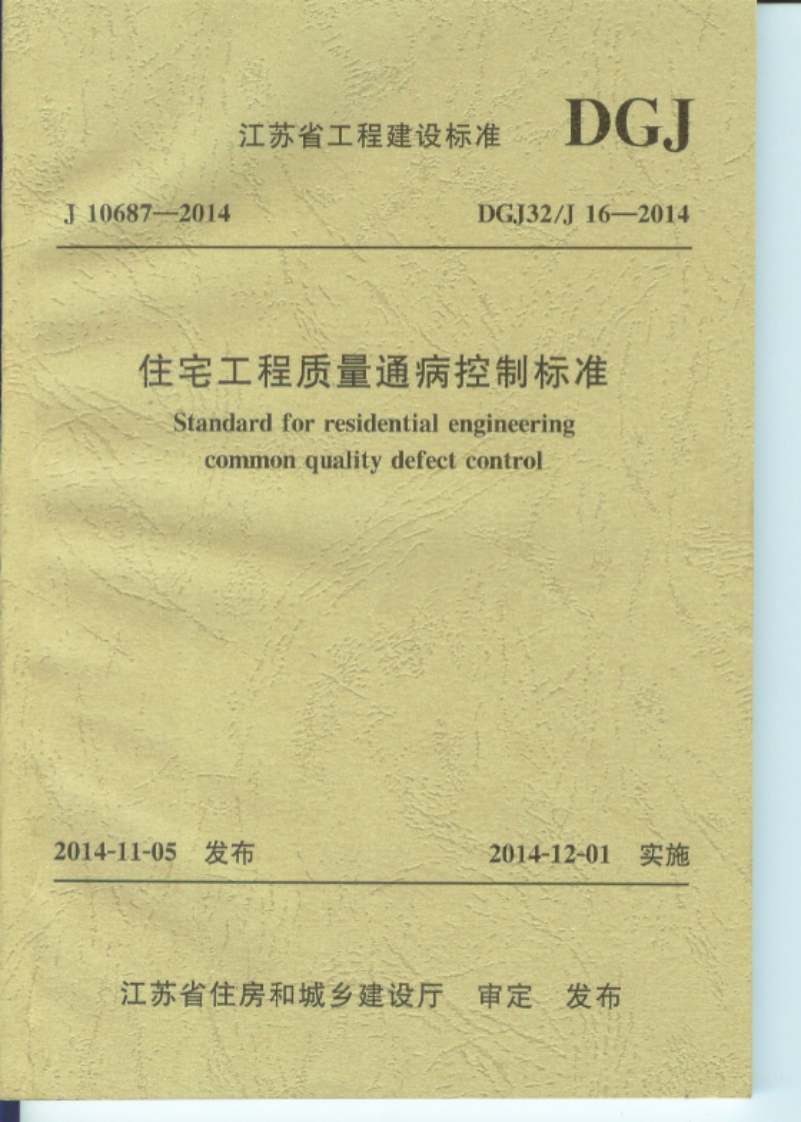 江苏省工程建设标准 DGJ
J 10687—2014 DGJ32/J 16—2014
住宅工程质量通病控制标准
Standard for residential engineering
common quality defect control
2014-11-05 发布 2014-12-01 实施
江苏省住房和城乡建设厅 审定 发布